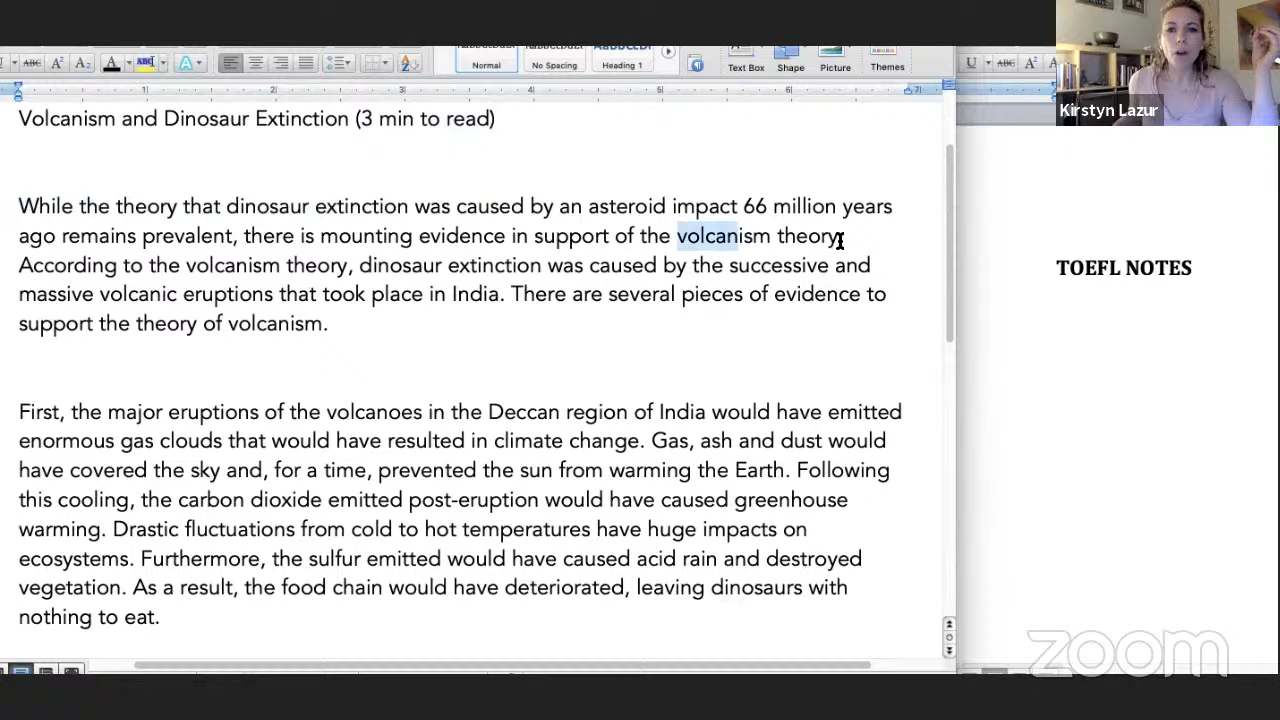 Normal
No Spacing
Heading 1
Text Box
Shape
Picture
Themes
Kirstyn Lazur
Volcanism and Dinosaur Extinction (3 min to read)
While the theory that dinosaur extinction was caused by an asteroid impact 66 million years
ago remains prevalent, there is mounting evidence in support of the volcanism theory.
According to the volcanism theory, dinosaur extinction was caused by the successive and
massive volcanic eruptions that took place in India. There are several pieces of evidence to
support the theory of volcanism.
First, the major eruptions of the volcanoes in the Deccan region of India would have emitted
enormous gas clouds that would have resulted in climate change. Gas, ash and dust would
have covered the sky and, for a time, prevented the sun from warming the Earth. Following
this cooling, the carbon dioxide emitted post-eruption would have caused greenhouse
warming. Drastic fluctuations from cold to hot temperatures have huge impacts on
ecosystems. Furthermore, the sulfur emitted would have caused acid rain and destroyed
vegetation. As a result, the food chain would have deteriorated, leaving dinosaurs with
nothing to eat.
TOEFL NOTES
zoom